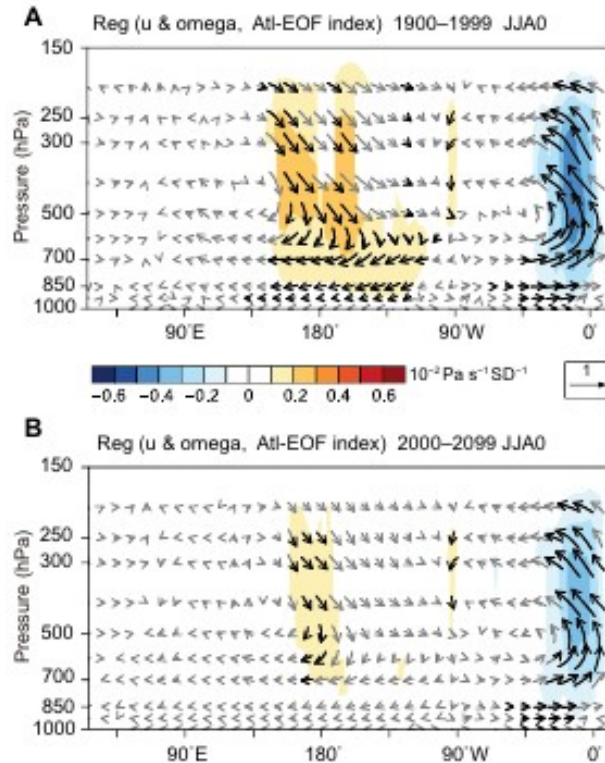 A
Reg (u & omega, Atl-EOF index) 1900–1999 JJA0
150
250
300
500
700
850
1000
Pressure (hPa)
90°E 180° 90°W 0°
−0.6 −0.4 −0.2 0 0.2 0.4 0.6
10⁻² Pa s⁻¹ SD⁻¹
1
B
Reg (u & omega, Atl-EOF index) 2000–2099 JJA0
150
250
300
500
700
850
1000
Pressure (hPa)
90°E 180° 90°W 0°